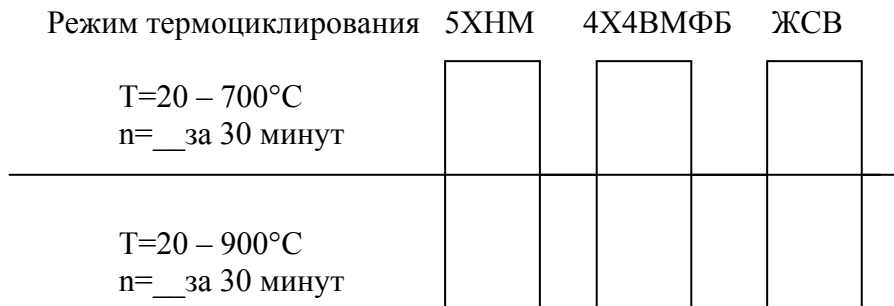 Режим термоциклирования 5ХНМ 4Х4ВМФБ ЖСВ
Т=20 – 700°С
n=__за 30 минут
Т=20 – 900°С
n=__за 30 минут